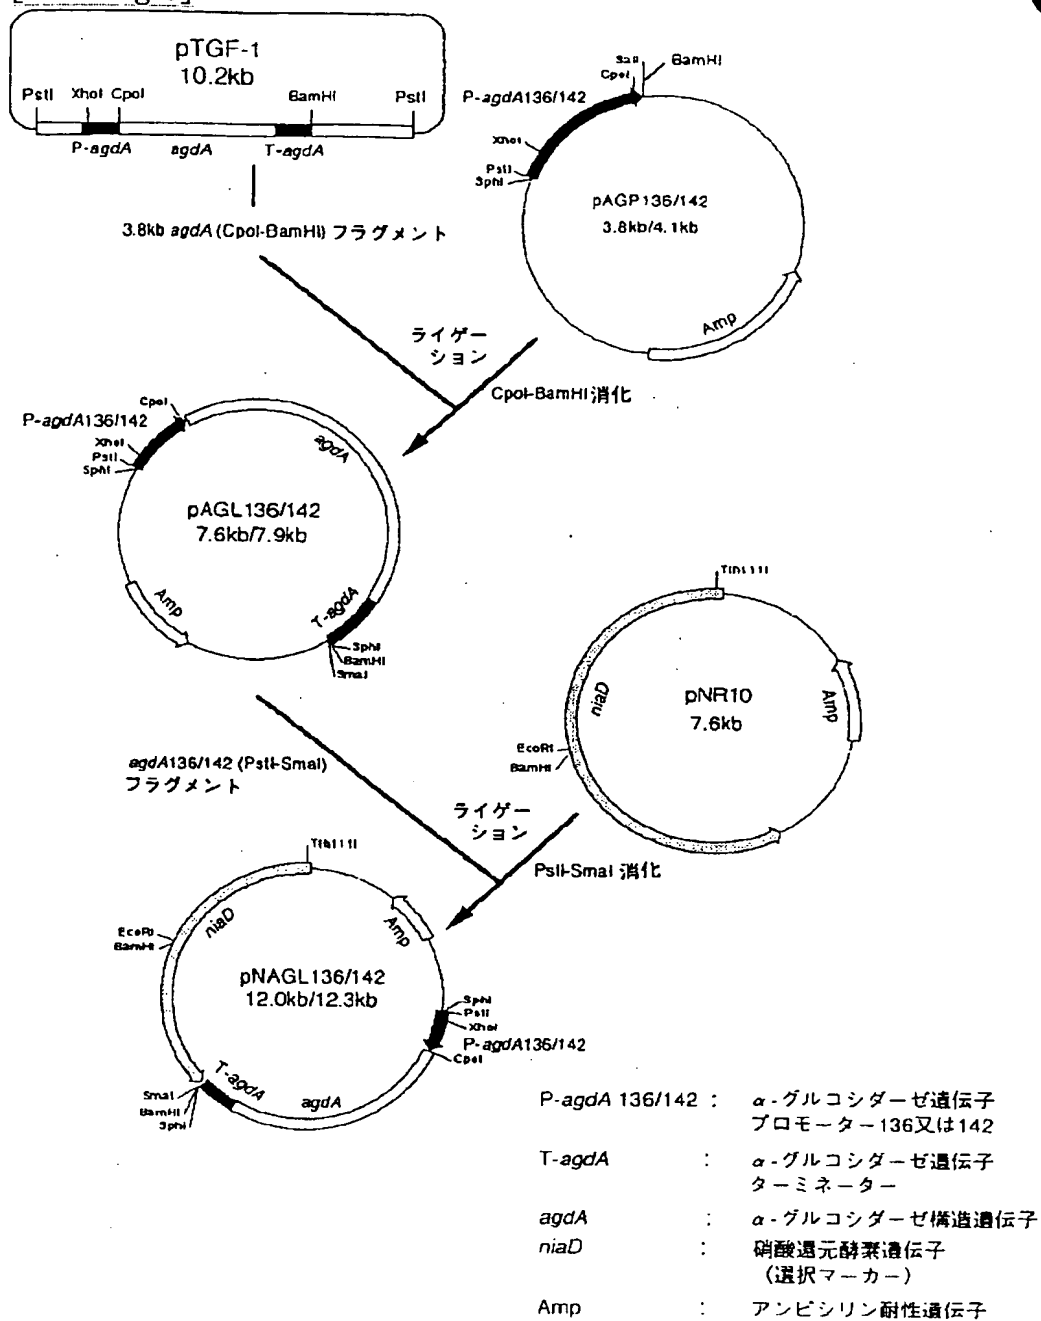 pTGF-1
10.2kb
PstI XhoI CpoI BamHI PstI
P-agdA agdA T-agdA
3.8kb agdA (CpoI-BamHI) フラグメント
SalI
BamHI
CpoI
P-agdA136/142
XhoI
PstI
SphI
pAGP136/142
3.8kb/4.1kb
Amp
ライゲー
ション
CpoI-BamHI 消化
CpoI
P-agdA136/142
XhoI
PstI
SphI
agdA
pAGL136/142
7.6kb/7.9kb
Amp
T-agdA
SphI
BamHI
SmaI
Tth111I
niaD
pNR10
7.6kb
Amp
EcoRI
BamHI
agdA136/142 (PstI-SmaI)
フラグメント
ライゲー
ション
PstI-SmaI 消化
Tth111I
niaD
Amp
EcoRI
BamHI
pNAGL136/142
12.0kb/12.3kb
SphI
PstI
XhoI
P-agdA136/142
CpoI
T-agdA
agdA
SmaI
BamHI
SphI
P-agdA 136/142 : α-グルコシダーゼ遺伝子
プロモーター136又は142
T-agdA : α-グルコシダーゼ遺伝子
ターミネーター
agdA : α-グルコシダーゼ構造遺伝子
niaD : 硝酸還元酵素遺伝子
(選択マーカー)
Amp : アンピシリン耐性遺伝子